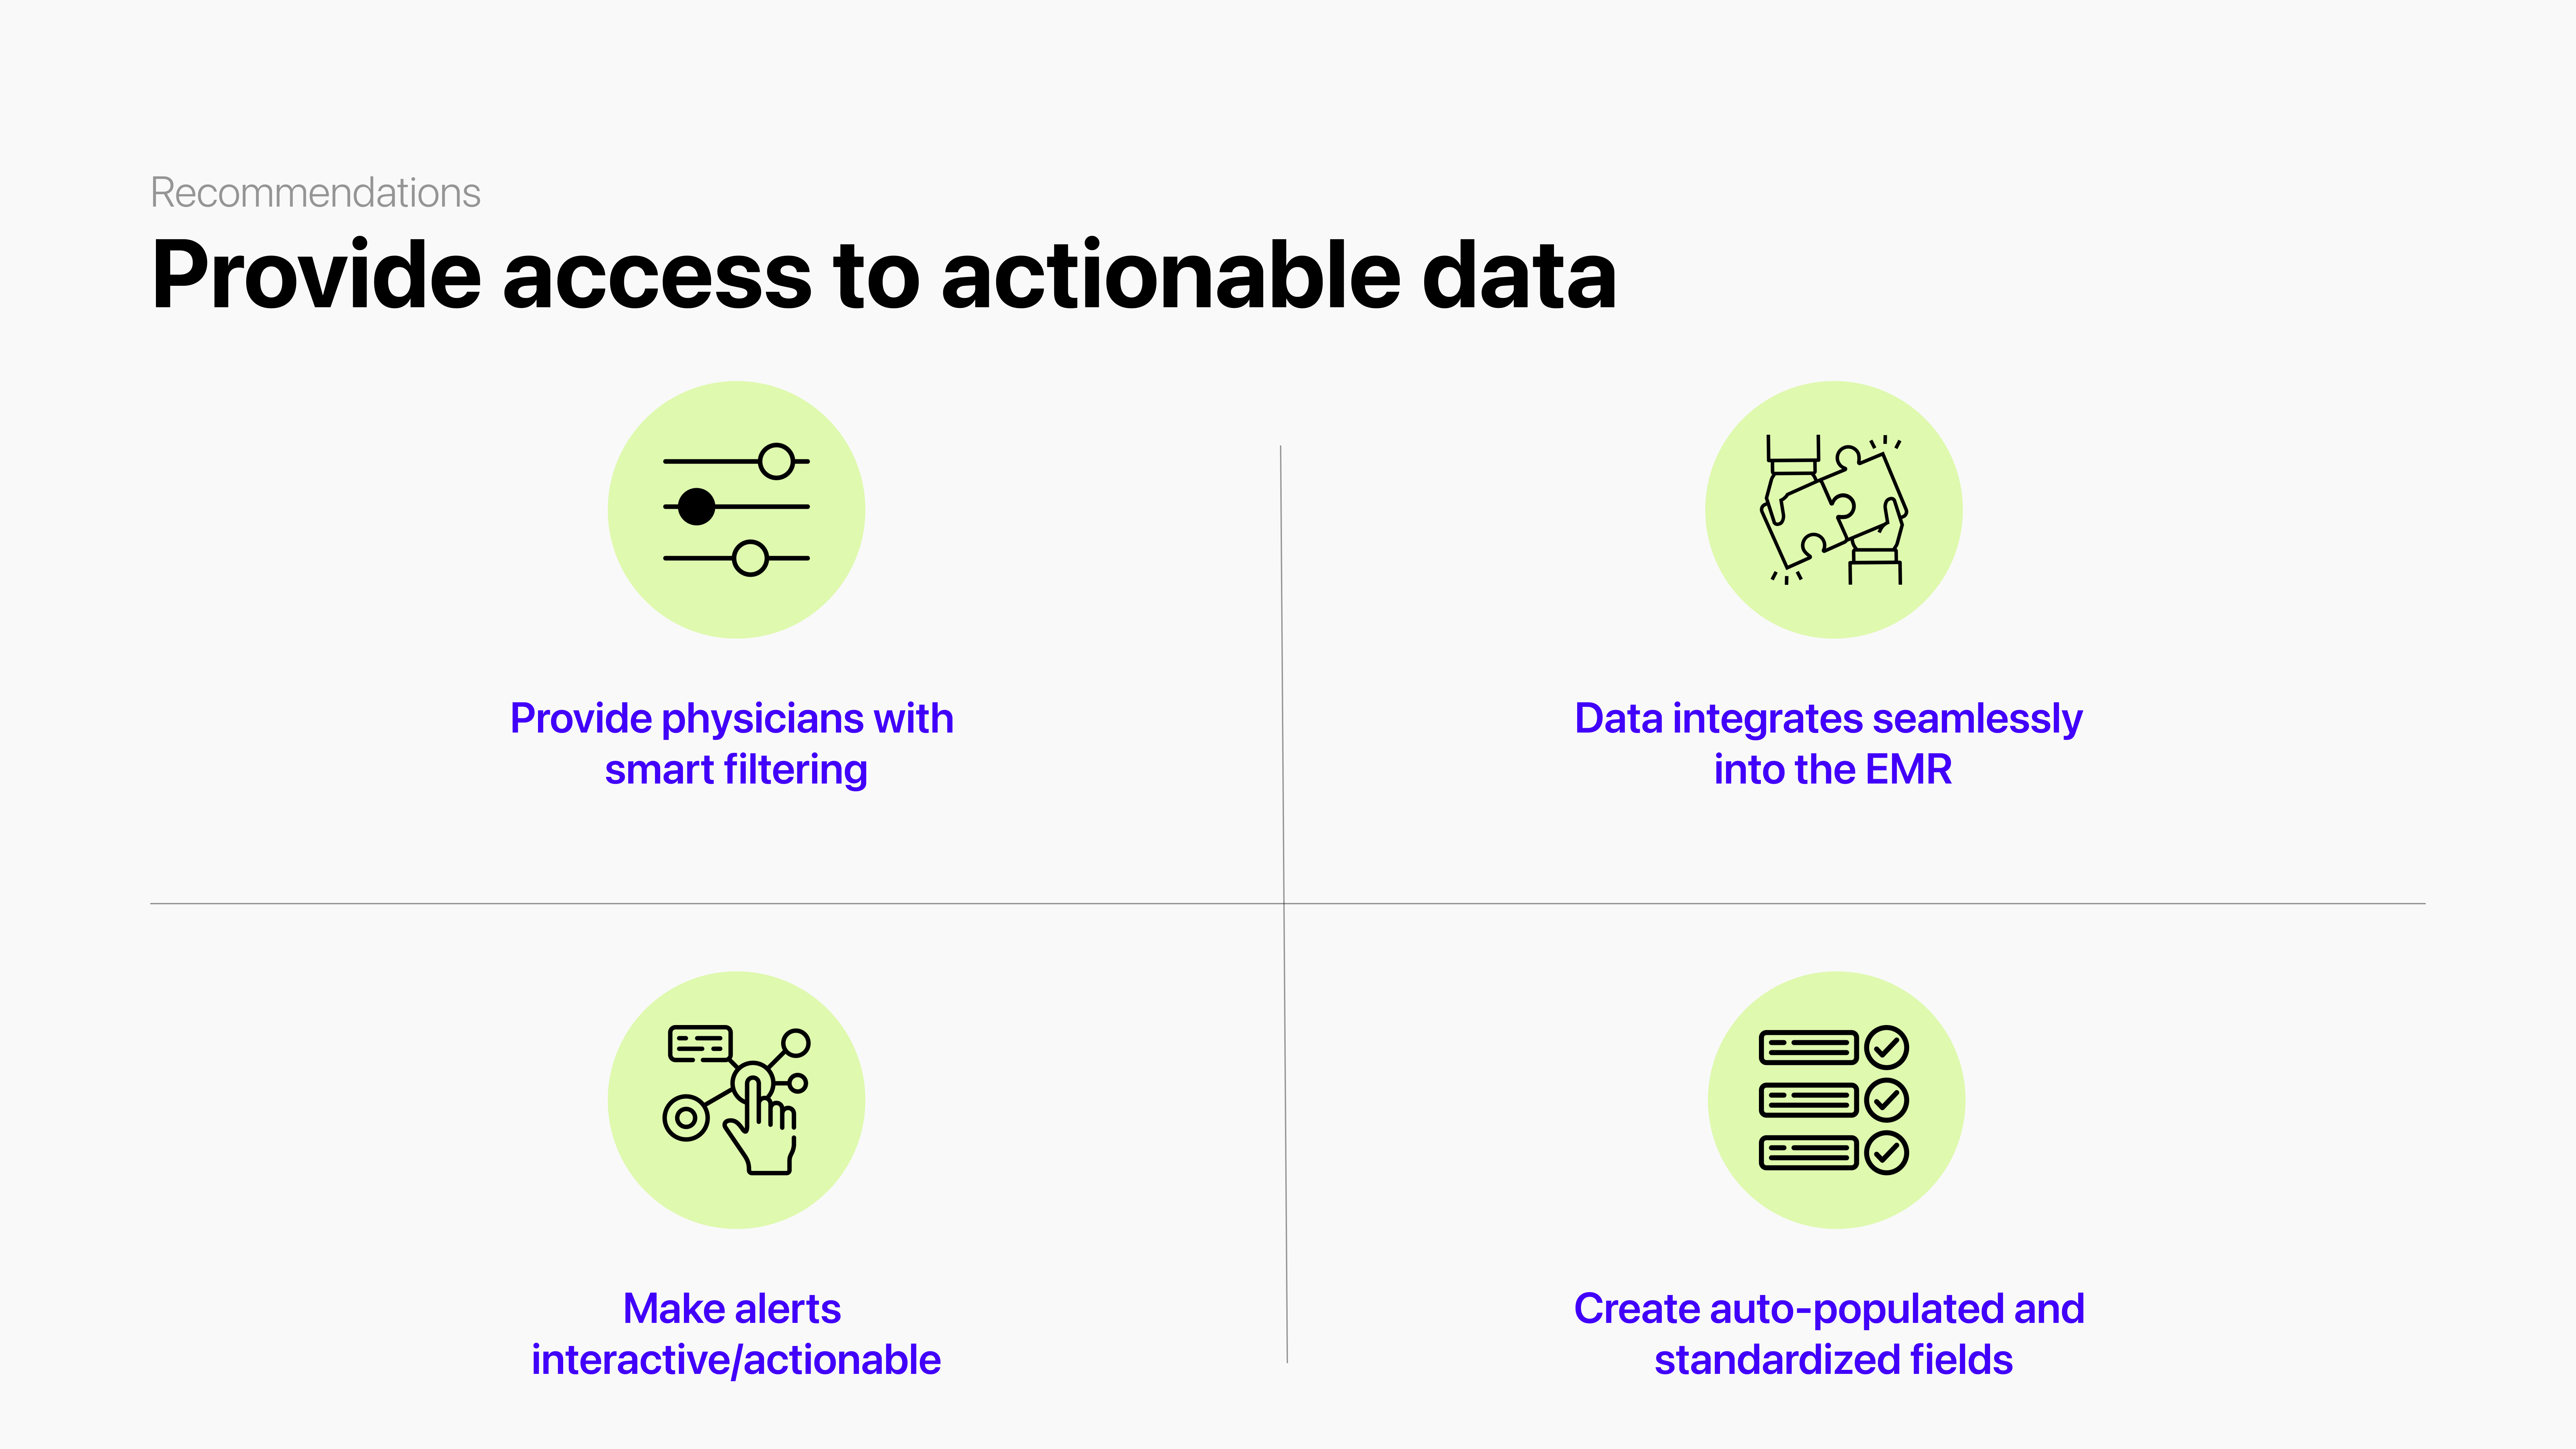 Recommendations
Provide access to actionable data
Provide physicians with
smart filtering
Data integrates seamlessly
into the EMR
Make alerts
interactive/actionable
Create auto-populated and
standardized fields